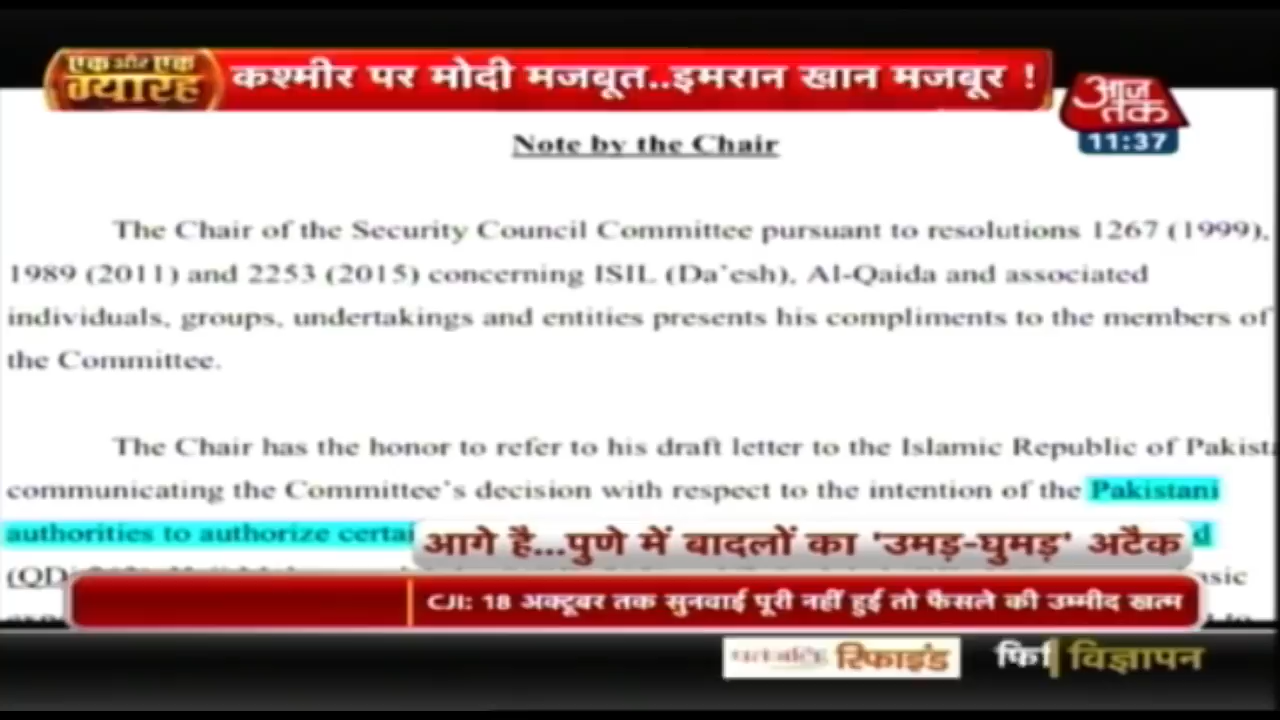 एक और एक
ग्यारह
कश्मीर पर मोदी मजबूत..इमरान खान मजबूर !
आज
तक
11:37
Note by the Chair
The Chair of the Security Council Committee pursuant to resolutions 1267 (1999),
1989 (2011) and 2253 (2015) concerning ISIL (Da'esh), Al-Qaida and associated
individuals, groups, undertakings and entities presents his compliments to the members of
the Committee.
The Chair has the honor to refer to his draft letter to the Islamic Republic of Pakist
communicating the Committee's decision with respect to the intention of the Pakistani
authorities to authorize certai
आगे है...पुणे में बादलों का 'उमड़-घुमड़' अटैक
CJI: 18 अक्टूबर तक सुनवाई पूरी नहीं हुई तो फैसले की उम्मीद खत्म
रिफाइंड
विज्ञापन